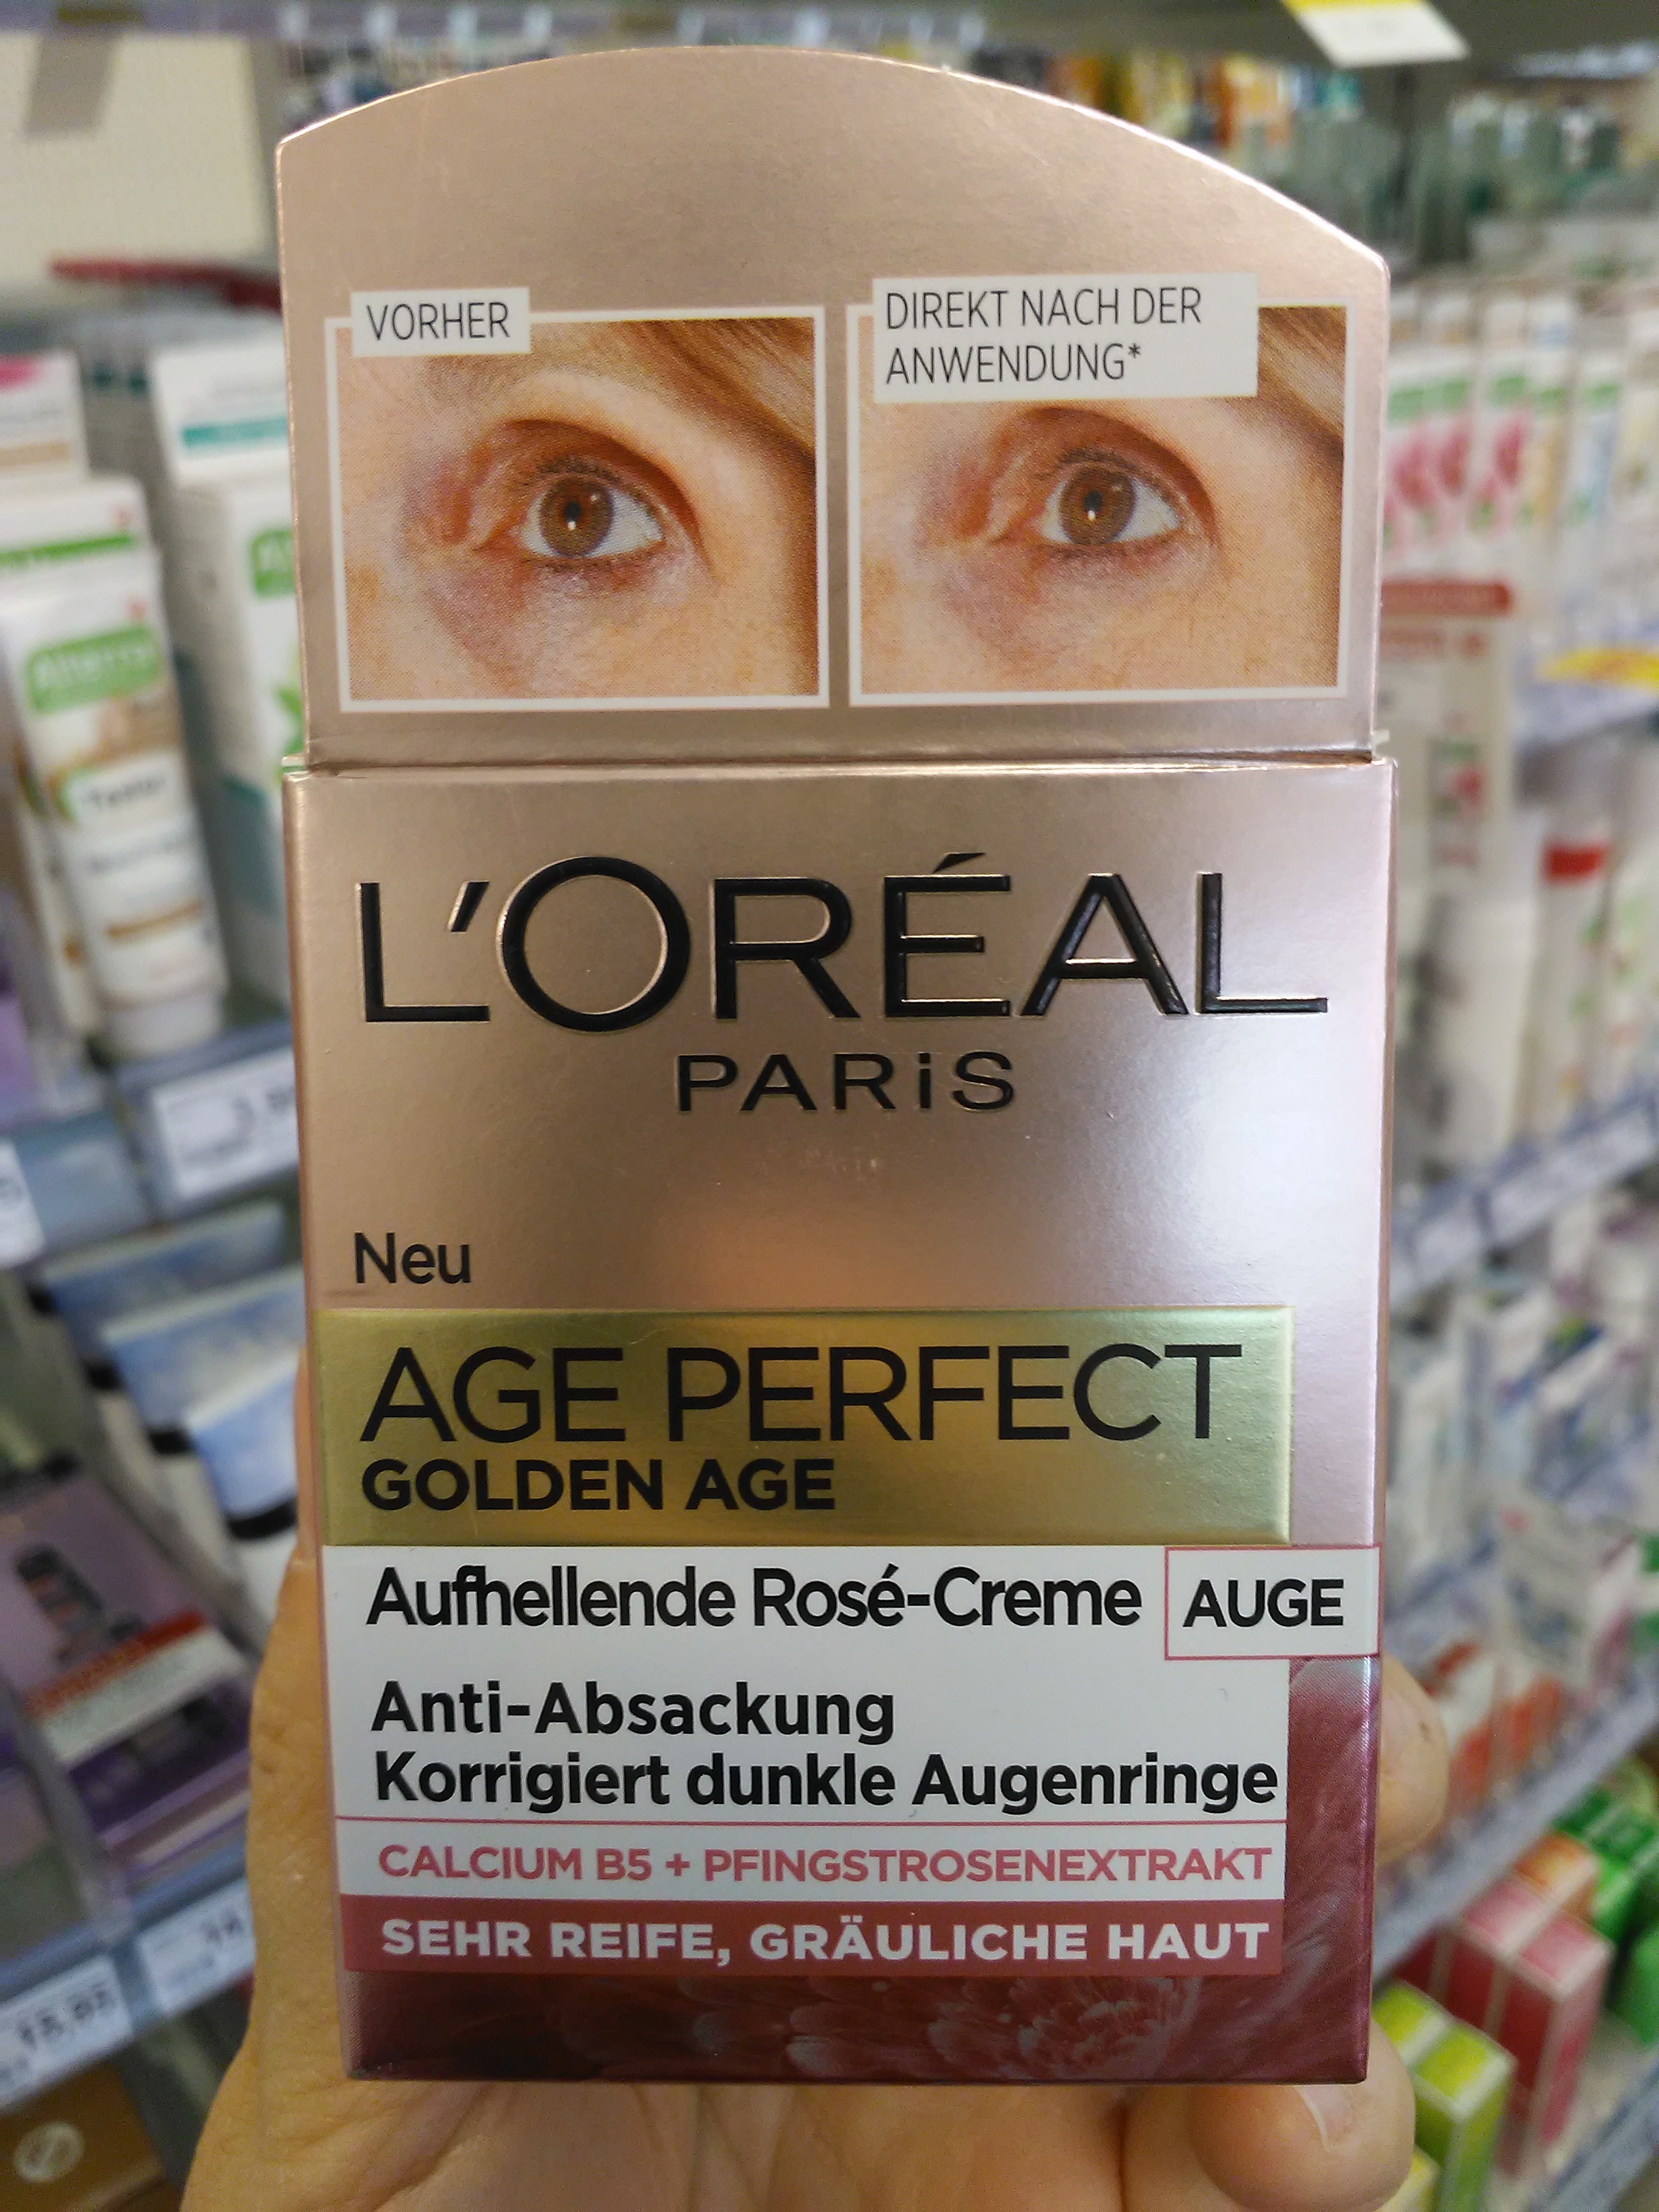 VORHER
DIREKT NACH DER
ANWENDUNG*
L'ORÉAL
PARiS
Neu
AGE PERFECT
GOLDEN AGE
Aufhellende Rosé-Creme
AUGE
Anti-Absackung
Korrigiert dunkle Augenringe
CALCIUM B5 + PFINGSTROSENEXTRAKT
SEHR REIFE, GRÄULICHE HAUT